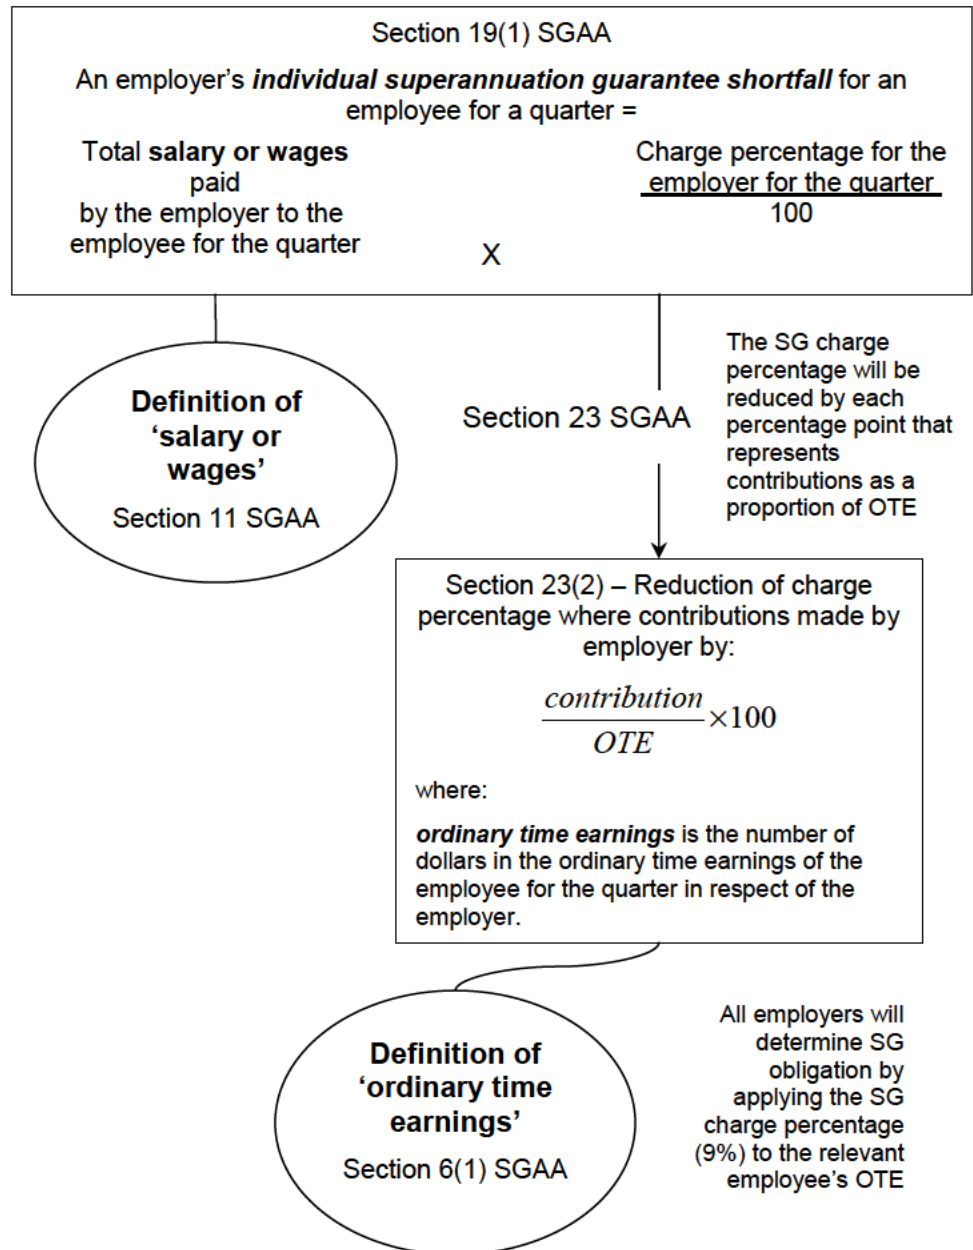 Section 19(1) SGAA
An employer's individual superannuation guarantee shortfall for an
employee for a quarter =
Total salary or wages
paid
by the employer to the
employee for the quarter
X
Charge percentage for the
employer for the quarter
100
Definition of
'salary or
wages'
Section 11 SGAA
Section 23 SGAA
The SG charge
percentage will be
reduced by each
percentage point that
represents
contributions as a
proportion of OTE
Section 23(2) – Reduction of charge
percentage where contributions made by
employer by:
contribution
OTE
×100
where:
ordinary time earnings is the number of
dollars in the ordinary time earnings of the
employee for the quarter in respect of the
employer.
Definition of
'ordinary time
earnings'
Section 6(1) SGAA
All employers will
determine SG
obligation by
applying the SG
charge percentage
(9%) to the relevant
employee's OTE